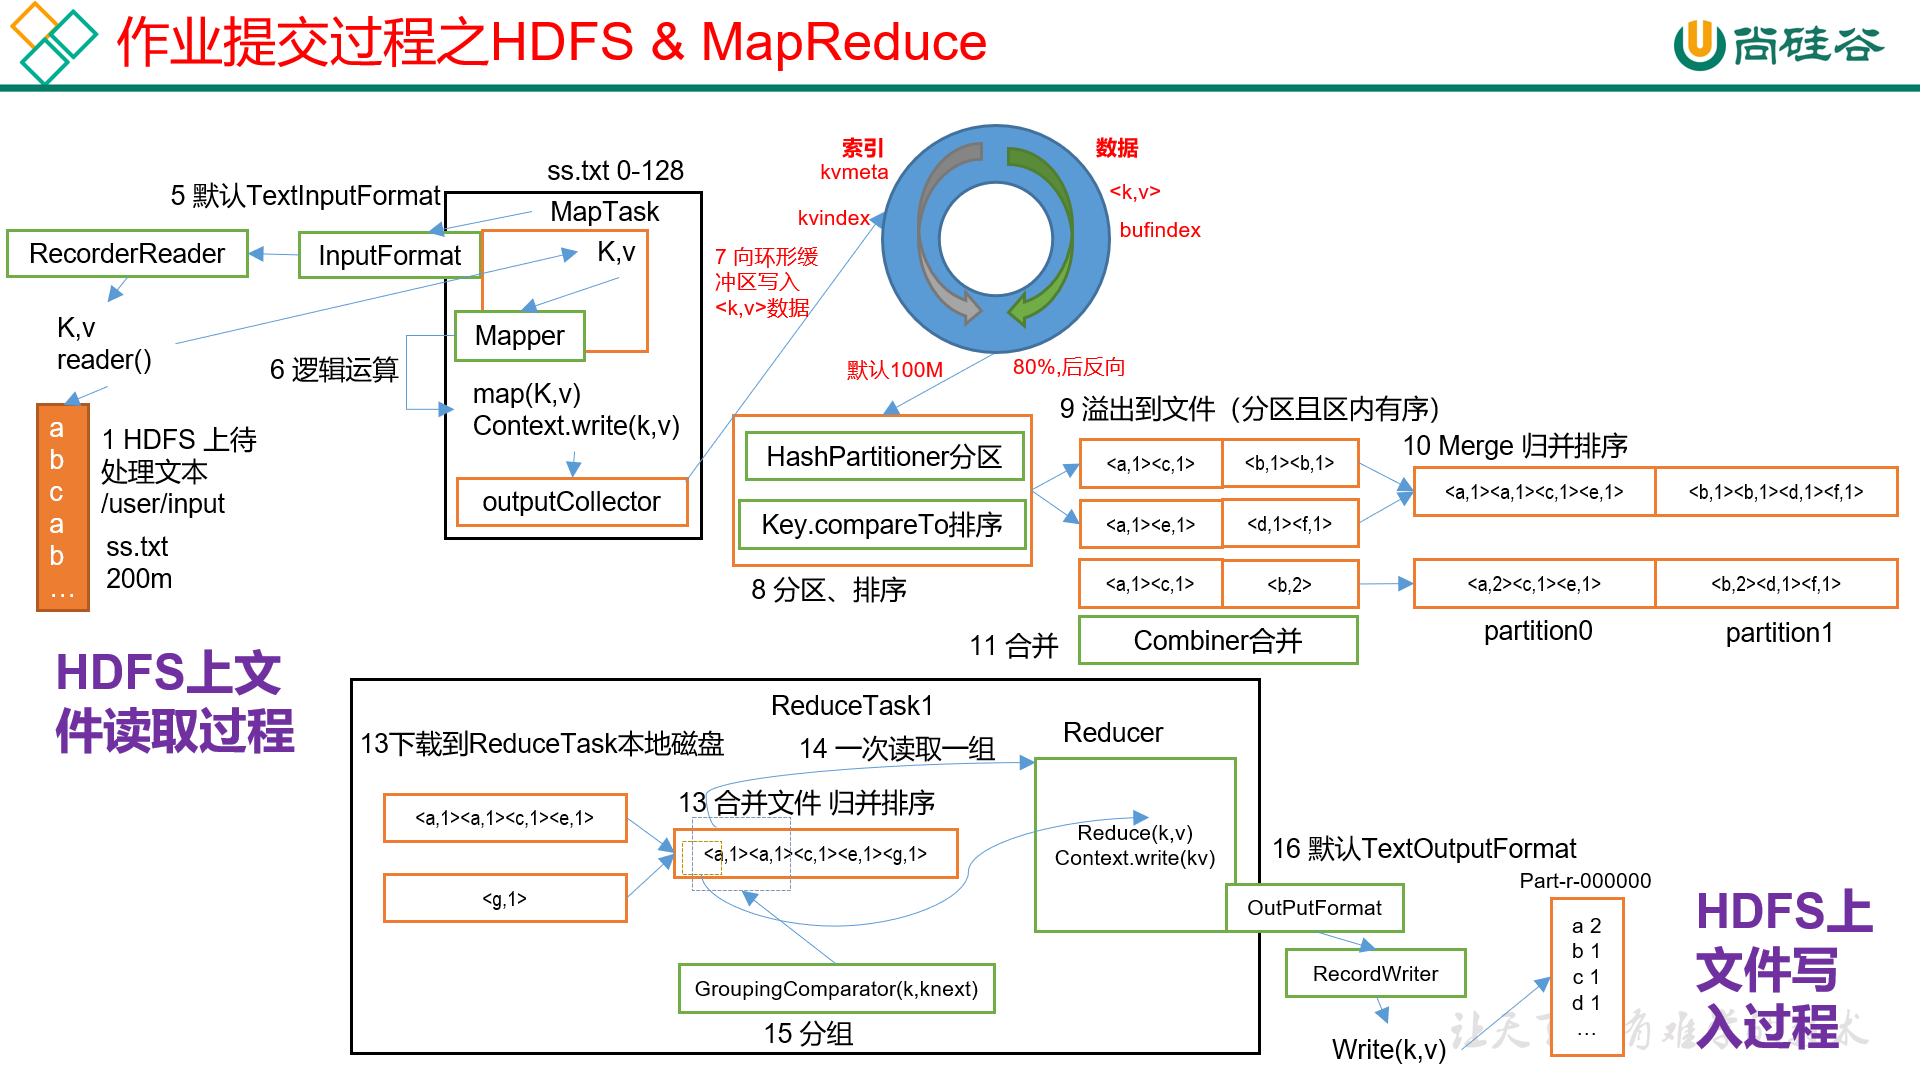 作业提交过程之HDFS & MapReduce
尚硅谷
ss.txt 0-128
5 默认TextInputFormat
MapTask
RecorderReader
InputFormat
K,v
K,v
reader()
Mapper
6 逻辑运算
map(K,v)
Context.write(k,v)
outputCollector
a
b
c
a
b
…
1 HDFS 上待
处理文本
/user/input
ss.txt
200m
HDFS上文
件读取过程
索引
kvmeta
kvindex
数据
<k,v>
bufindex
7 向环形缓
冲区写入
<k,v>数据
默认100M
80%,后反向
HashPartitioner分区
Key.compareTo排序
8 分区、排序
9 溢出到文件（分区且区内有序）
<a,1><c,1>
<b,1><b,1>
<a,1><e,1>
<d,1><f,1>
<a,1><c,1>
<b,2>
11 合并
Combiner合并
10 Merge 归并排序
<a,1><a,1><c,1><e,1>
<b,1><b,1><d,1><f,1>
<a,2><c,1><e,1>
<b,2><d,1><f,1>
partition0
partition1
ReduceTask1
13下载到ReduceTask本地磁盘
14 一次读取一组
Reducer
<a,1><a,1><c,1><e,1>
<g,1>
13 合并文件 归并排序
<a,1><a,1><c,1><e,1><g,1>
Reduce(k,v)
Context.write(kv)
GroupingComparator(k,knext)
15 分组
16 默认TextOutputFormat
OutPutFormat
RecordWriter
Write(k,v)
Part-r-000000
a 2
b 1
c 1
d 1
…
HDFS上
文件写
入过程
让天
有难学
术